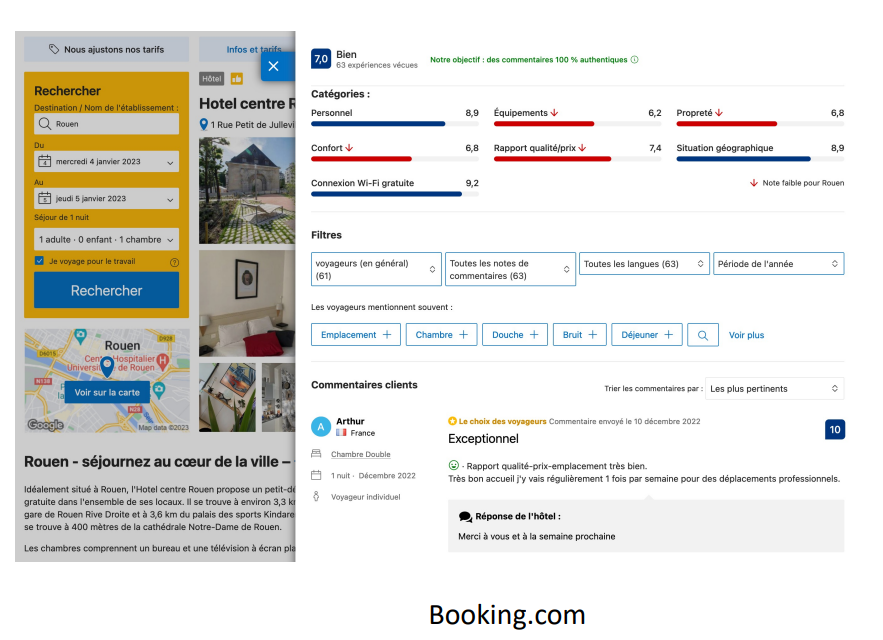 Nous ajustons nos tarifs
Infos et tarifs
Rechercher
Destination / Nom de l'établissement :
Rouen
Du
4
mercredi 4 janvier 2023
Au
5
jeudi 5 janvier 2023
Séjour de 1 nuit
1 adulte · 0 enfant · 1 chambre
Je voyage pour le travail
Rechercher
Hôtel
Hotel centre R
1 Rue Petit de Jullevi
D4015
D928
Rouen
Centre Hospitalier
Universi de Rouen
N138
N28
Voir sur la carte
Google
Map data ©2023
Rouen - séjournez au cœur de la ville –
Idéalement situé à Rouen, l'Hotel centre Rouen propose un petit-dé
gratuite dans l'ensemble de ses locaux. Il se trouve à environ 3,3 k
gare de Rouen Rive Droite et à 3,6 km du palais des sports Kindare
se trouve à 400 mètres de la cathédrale Notre-Dame de Rouen.
Les chambres comprennent un bureau et une télévision à écran pla
7,0
Bien
63 expériences vécues
Notre objectif : des commentaires 100 % authentiques
Catégories :
Personnel 8,9
Équipements 6,2
Propreté 6,8
Confort 6,8
Rapport qualité/prix 7,4
Situation géographique 8,9
Connexion Wi-Fi gratuite 9,2
Note faible pour Rouen
Filtres
voyageurs (en général)
(61)
Toutes les notes de
commentaires (63)
Toutes les langues (63)
Période de l'année
Les voyageurs mentionnent souvent :
Emplacement +
Chambre +
Douche +
Bruit +
Déjeuner +
Voir plus
Commentaires clients
Trier les commentaires par :
Les plus pertinents
A
Arthur
France
Chambre Double
1 nuit · Décembre 2022
Voyageur individuel
Le choix des voyageurs Commentaire envoyé le 10 décembre 2022
Exceptionnel
10
· Rapport qualité-prix-emplacement très bien.
Très bon accueil j'y vais régulièrement 1 fois par semaine pour des déplacements professionnels.
Réponse de l'hôtel :
Merci à vous et à la semaine prochaine
Booking.com